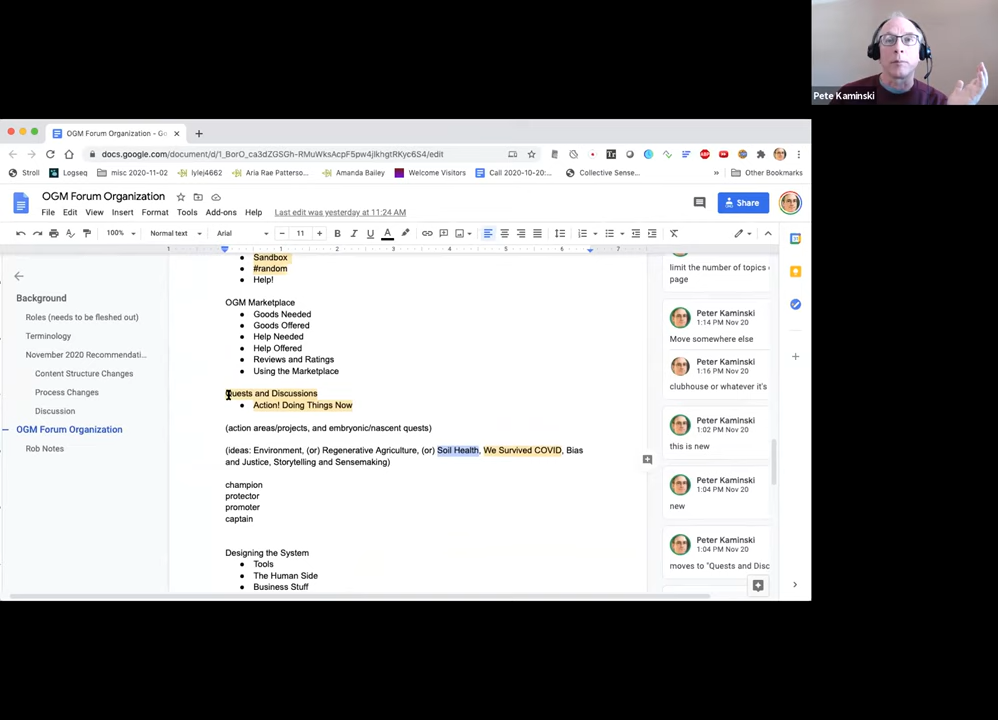 Pete Kaminski
OGM Forum Organization - Go
docs.google.com/document/d/1_BorO_ca3dZGSGh-RMuWksAcpF5pw4jlkhgtRKyc6S4/edit
Stroll Logseq misc 2020-11-02 lylej4662 Aria Rae Patterso... Amanda Bailey Welcome Visitors Call 2020-10-20:... Collective Sense... » Other Bookmarks
OGM Forum Organization
File Edit View Insert Format Tools Add-ons Help Last edit was yesterday at 11:24 AM
Share
100% Normal text Arial 11 B I U A
1 1 2 3 4 5 6 7
Background
Roles (needs to be fleshed out)
Terminology
November 2020 Recommendati...
Content Structure Changes
Process Changes
Discussion
OGM Forum Organization
Rob Notes
Sandbox
#random
Help!
OGM Marketplace
Goods Needed
Goods Offered
Help Needed
Help Offered
Reviews and Ratings
Using the Marketplace
Quests and Discussions
Action! Doing Things Now
(action areas/projects, and embryonic/nascent quests)
(ideas: Environment, (or) Regenerative Agriculture, (or) Soil Health, We Survived COVID, Bias
and Justice, Storytelling and Sensemaking)
champion
protector
promoter
captain
Designing the System
Tools
The Human Side
Business Stuff
limit the number of topics
page
Peter Kaminski
1:14 PM Nov 20
Move somewhere else
Peter Kaminski
1:16 PM Nov 20
clubhouse or whatever it's
Peter Kaminski
1:02 PM Nov 20
this is new
Peter Kaminski
1:04 PM Nov 20
new
Peter Kaminski
1:04 PM Nov 20
moves to "Quests and Disc